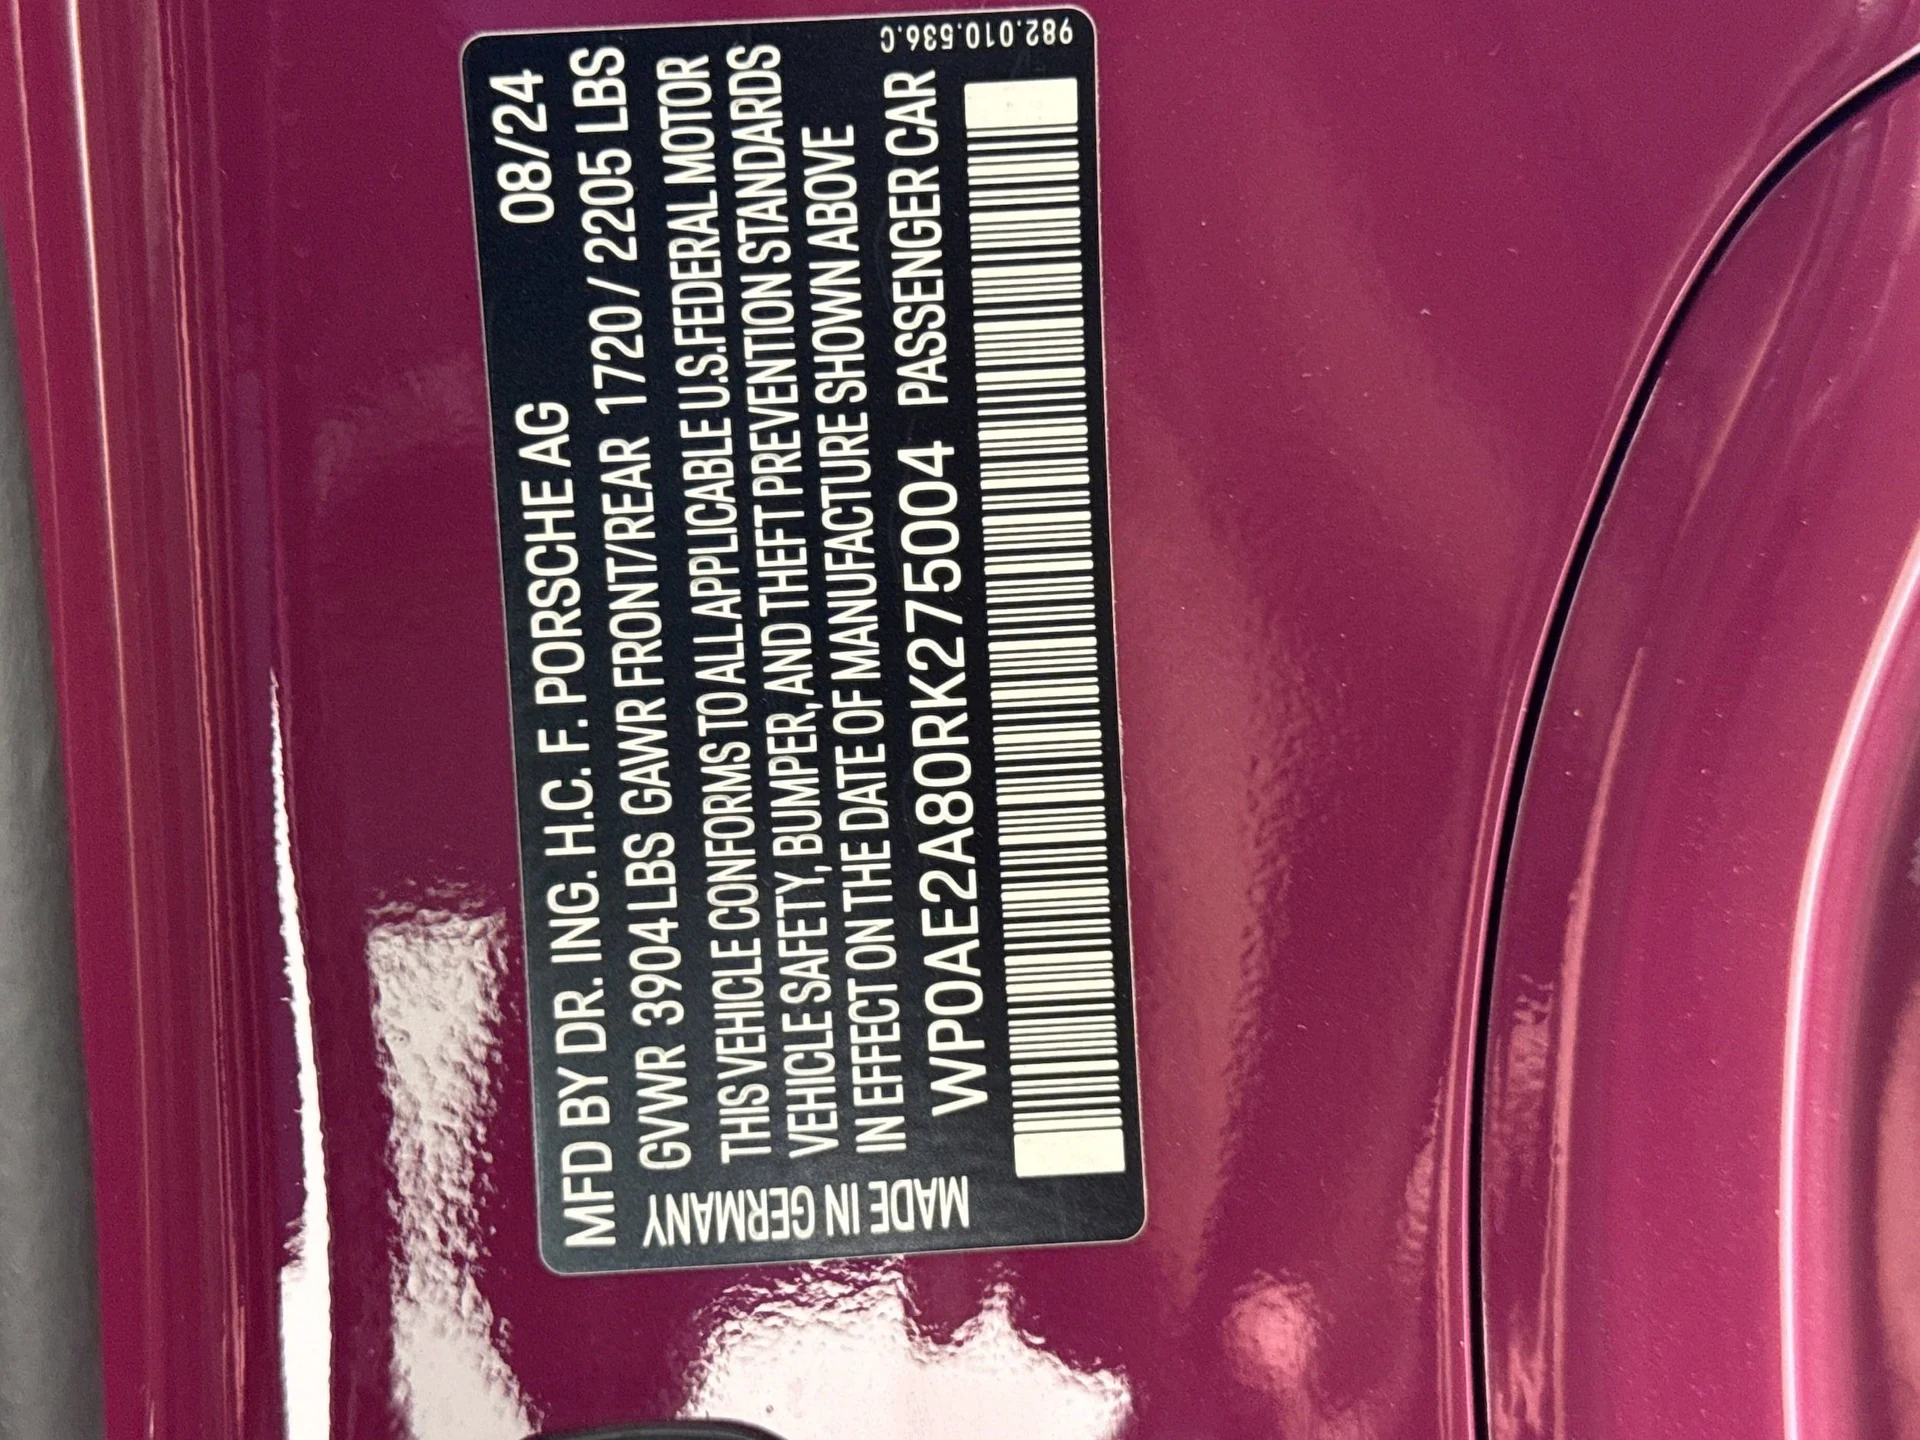 MFD BY DR. ING. H.C. F. PORSCHE AG 08/24
GVWR 3904 LBS GAWR FRONT/REAR 1720 / 2205 LBS
THIS VEHICLE CONFORMS TO ALL APPLICABLE U.S.FEDERAL MOTOR
VEHICLE SAFETY, BUMPER, AND THEFT PREVENTION STANDARDS
IN EFFECT ON THE DATE OF MANUFACTURE SHOWN ABOVE
WP0AE2A80RK275004 PASSENGER CAR
MADE IN GERMANY
982.010.536.C